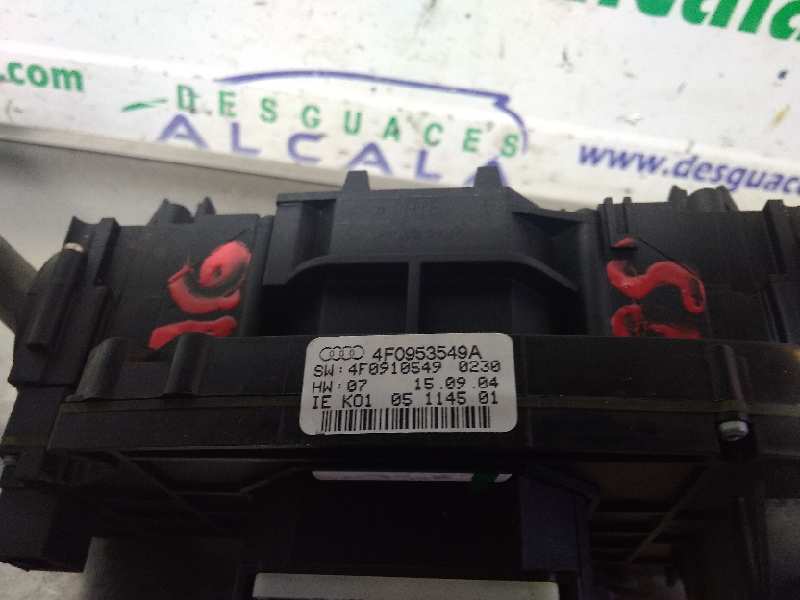 .com
DESGUACES
ALCALA
www.desguac
4F0953549A
SW:4F0910549 0230
HW:07 15.09.04
IE K01 05 1145 01